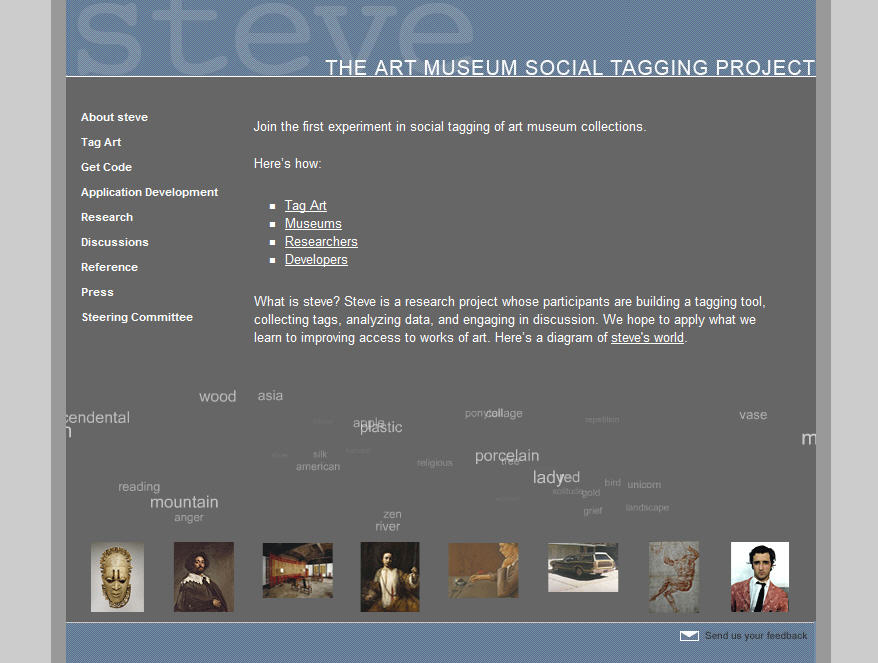 steve
THE ART MUSEUM SOCIAL TAGGING PROJECT
About steve
Tag Art
Get Code
Application Development
Research
Discussions
Reference
Press
Steering Committee
Join the first experiment in social tagging of art museum collections.
Here's how:
Tag Art
Museums
Researchers
Developers
What is steve? Steve is a research project whose participants are building a tagging tool,
collecting tags, analyzing data, and engaging in discussion. We hope to apply what we
learn to improving access to works of art. Here's a diagram of steve's world.
wood asia
cendental apple ponytail collage repetition vase
plastic
silk porcelain
american religious tree
lady red
reading bird unicorn
mountain solitude gold
anger zen grief landscape
river
Send us your feedback